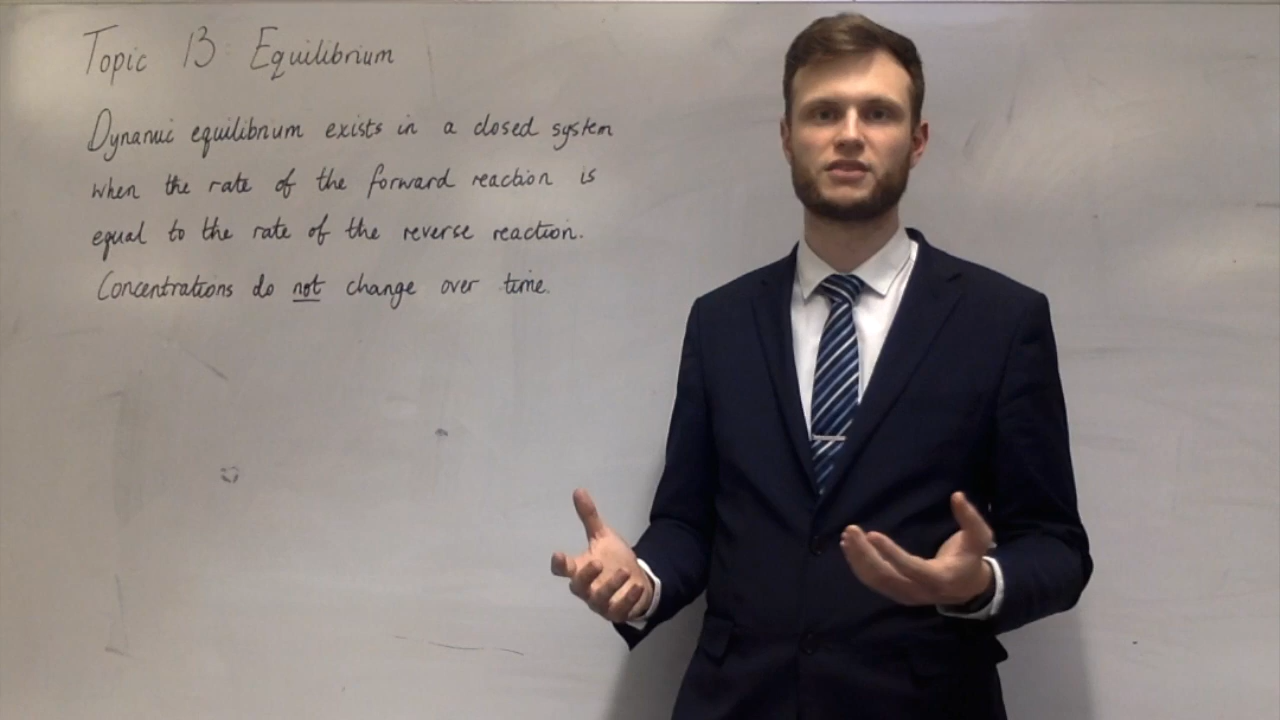 Topic 13: Equilibrium
Dynamic equilibrium exists in a closed system
when the rate of the forward reaction is
equal to the rate of the reverse reaction.
Concentrations do not change over time.